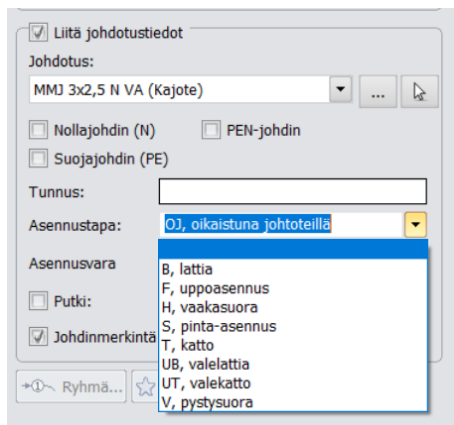 Liitä johdotustiedot
Johdotus:
MMJ 3x2,5 N VA (Kajote)
...
Nollajohdin (N)
PEN-johdin
Suojajohdin (PE)
Tunnus:
Asennustapa:
OJ, oikaistuna johtoteillä
Asennusvara
B, lattia
F, uppoasennus
H, vaakasuora
Putki:
S, pinta-asennus
T, katto
Johdinmerkintä
UB, valelattia
UT, valekatto
V, pystysuora
1
Ryhmä...